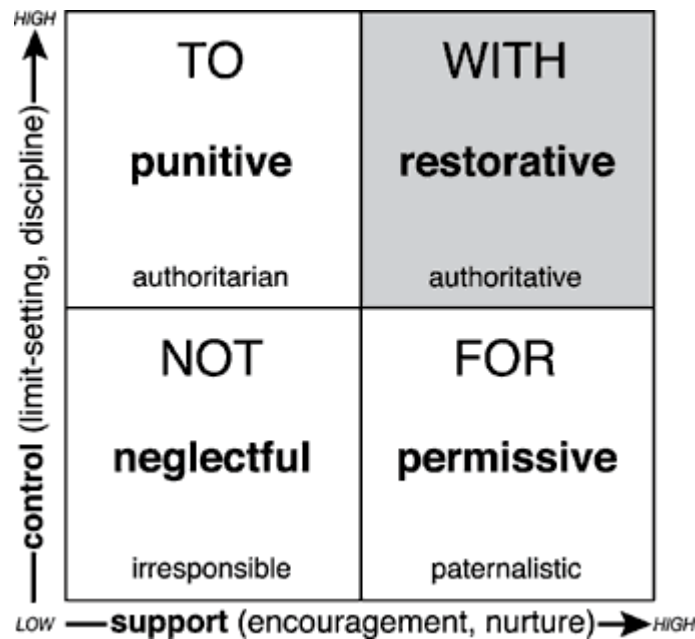 HIGH
TO
WITH
punitive
restorative
authoritarian
authoritative
NOT
FOR
neglectful
permissive
irresponsible
paternalistic
control (limit-setting, discipline)
LOW
support (encouragement, nurture)
HIGH